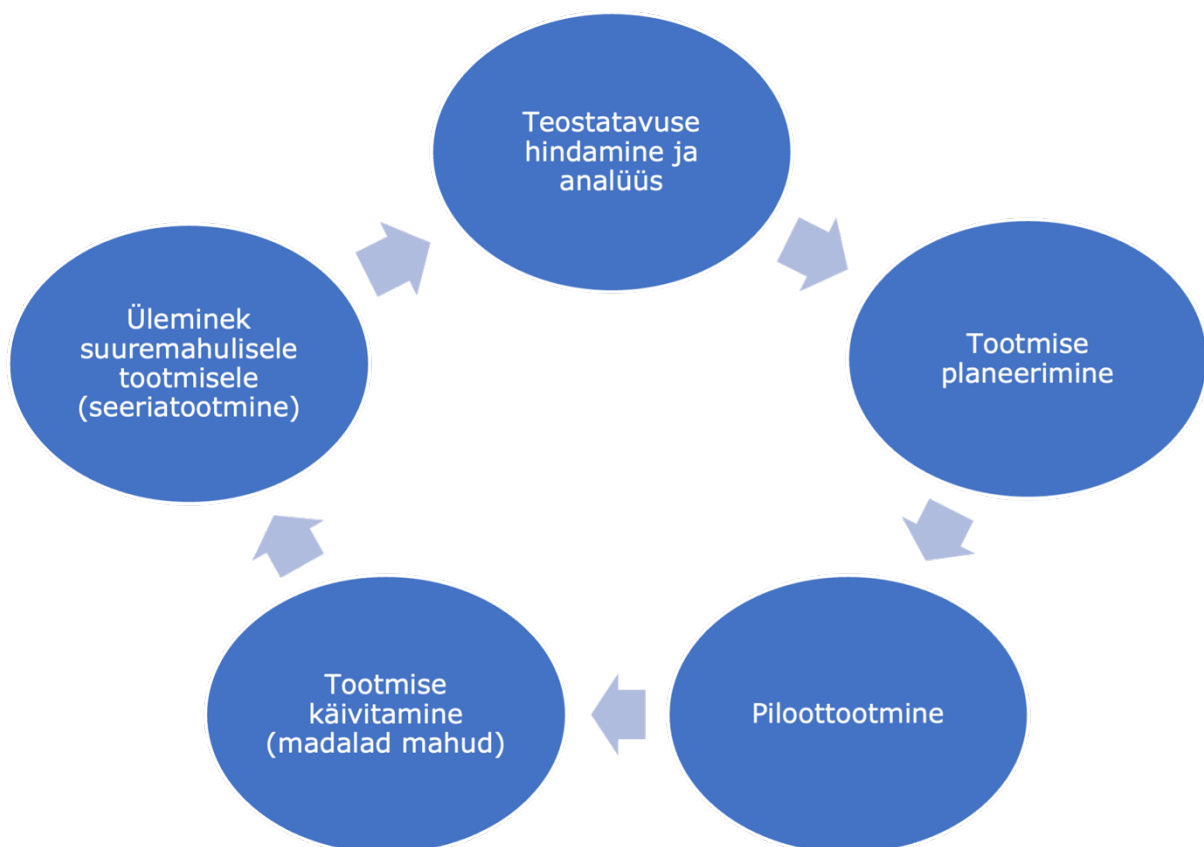 Teostatavuse
hindamine ja
analüüs
Tootmise
planeerimine
Piloottootmine
Tootmise
käivitamine
(madalad mahud)
Üleminek
suuremahulisele
tootmisele
(seeriatootmine)